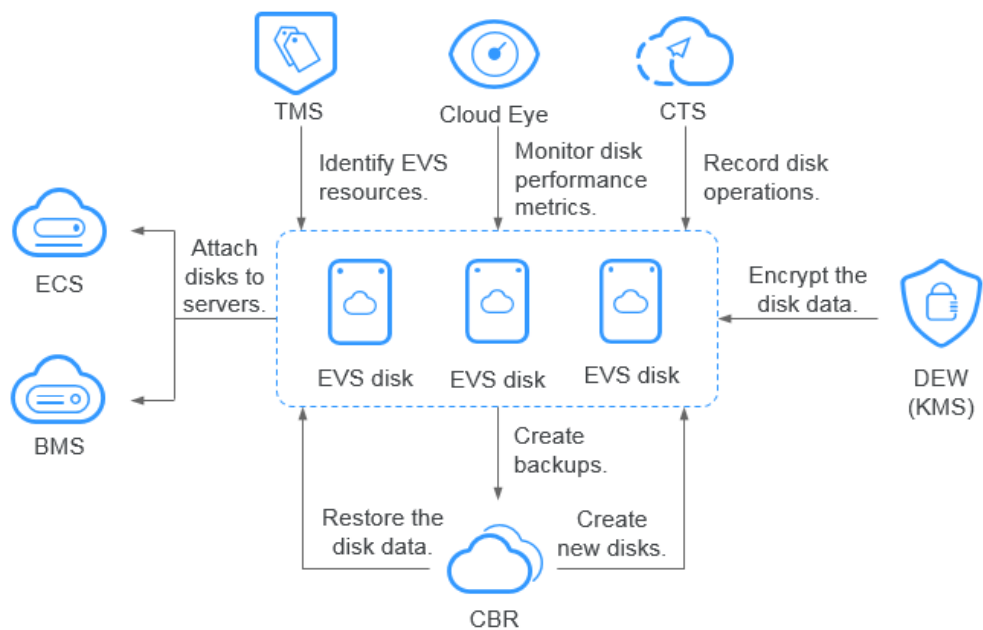 TMS
Cloud Eye
CTS
Identify EVS
resources.
Monitor disk
performance
metrics.
Record disk
operations.
ECS
Attach
disks to
servers.
BMS
EVS disk
EVS disk
EVS disk
Encrypt the
disk data.
DEW
(KMS)
Create
backups.
Restore the
disk data.
Create
new disks.
CBR